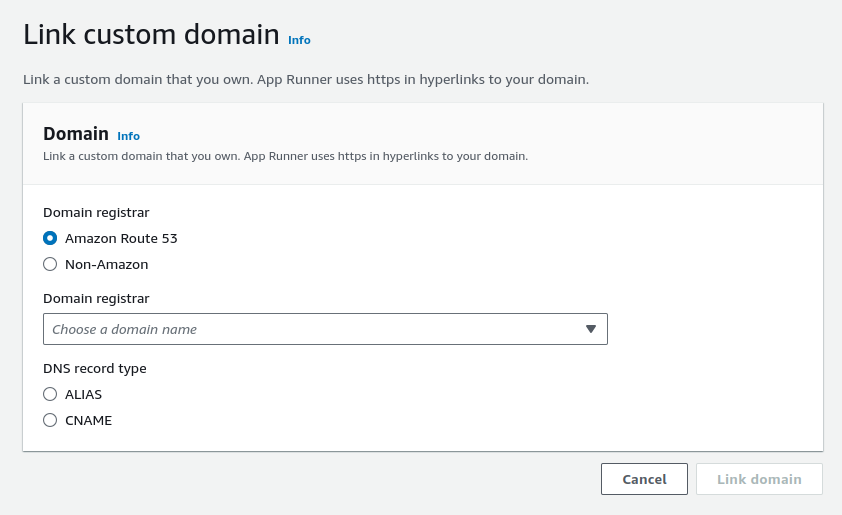 Link custom domain Info
Link a custom domain that you own. App Runner uses https in hyperlinks to your domain.
Domain Info
Link a custom domain that you own. App Runner uses https in hyperlinks to your domain.
Domain registrar
Amazon Route 53
Non-Amazon
Domain registrar
Choose a domain name
DNS record type
ALIAS
CNAME
Cancel Link domain